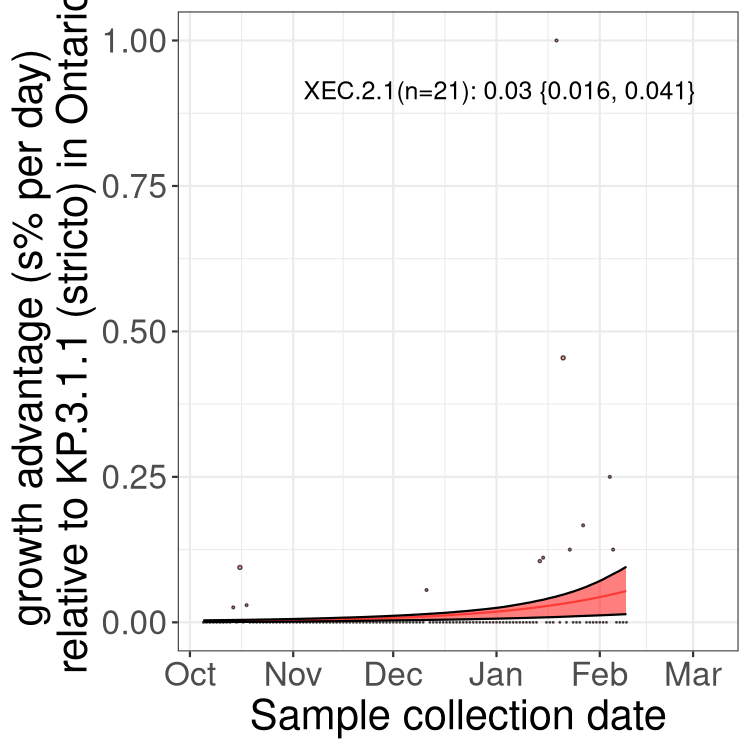 growth advantage (s% per day)
relative to KP.3.1.1 (stricto) in Ontario
1.00
XEC.2.1(n=21): 0.03 {0.016, 0.041}
0.75
0.50
0.25
0.00
Oct Nov Dec Jan Feb Mar
Sample collection date